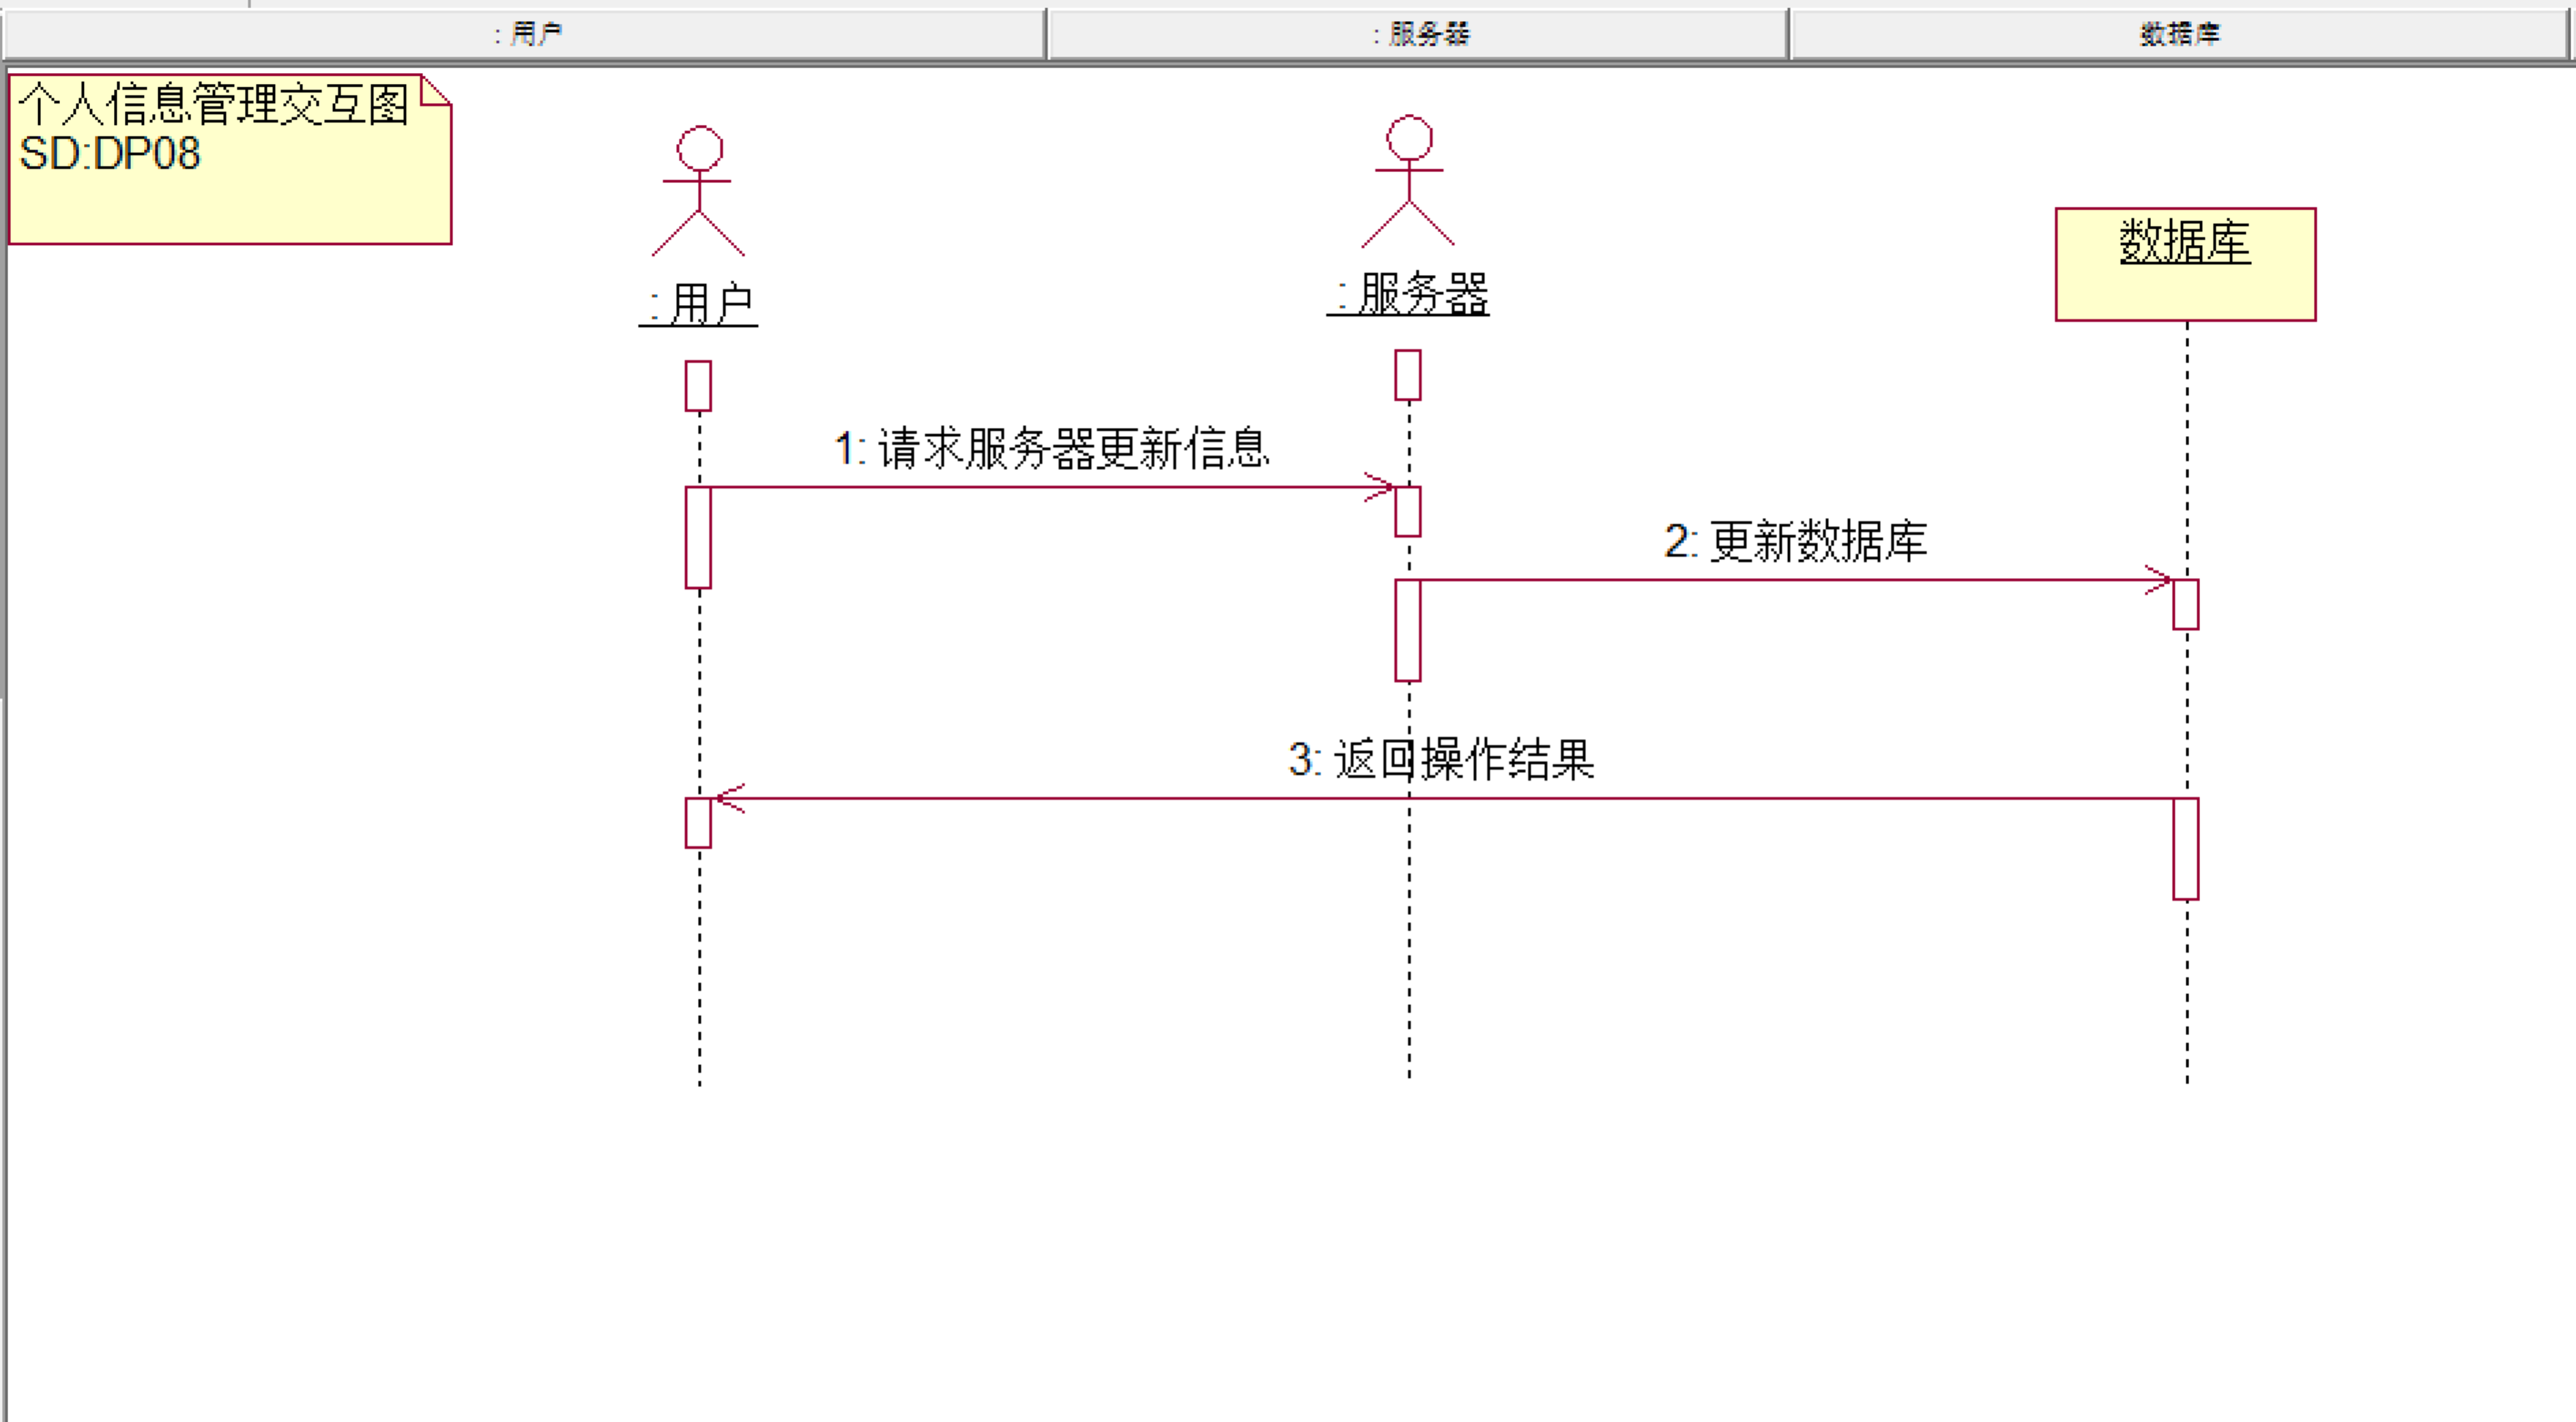 : 用户
: 服务器
数据库
个人信息管理交互图
SD:DP08
: 用户
: 服务器
数据库
1: 请求服务器更新信息
2: 更新数据库
3: 返回操作结果